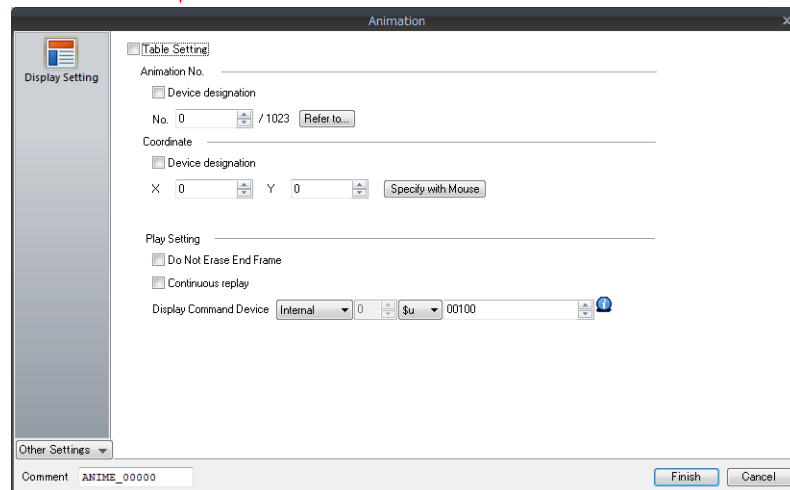 Animation
x
Display Setting
Table Setting
Animation No.
Device designation
No. 0 / 1023 Refer to...
Coordinate
Device designation
X 0 Y 0 Specify with Mouse
Play Setting
Do Not Erase End Frame
Continuous replay
Display Command Device Internal 0 $u 00100
Other Settings
Comment ANIME_00000
Finish Cancel